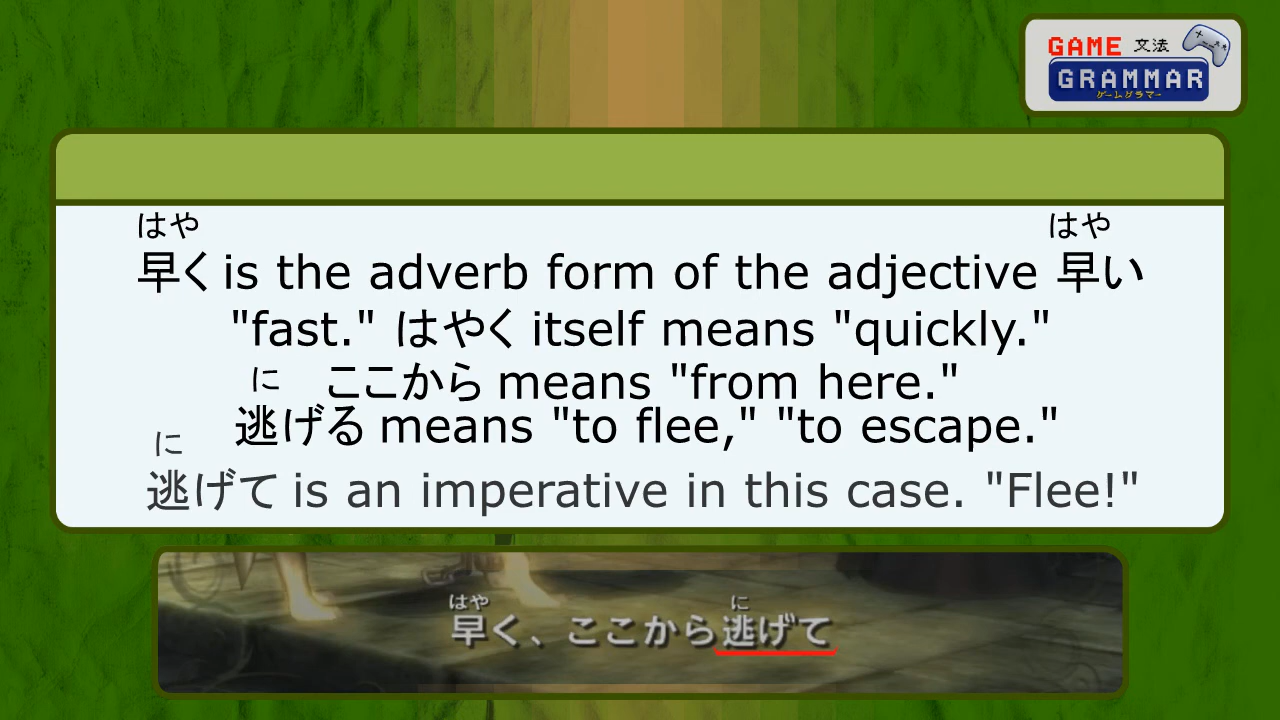 GAME 文法
GRAMMAR
ゲームグラマー
はや はや
早く is the adverb form of the adjective 早い
"fast." はやく itself means "quickly."
ここから means "from here."
に
逃げる means "to flee," "to escape."
に
逃げて is an imperative in this case. "Flee!"
はや に
早く、ここから逃げて